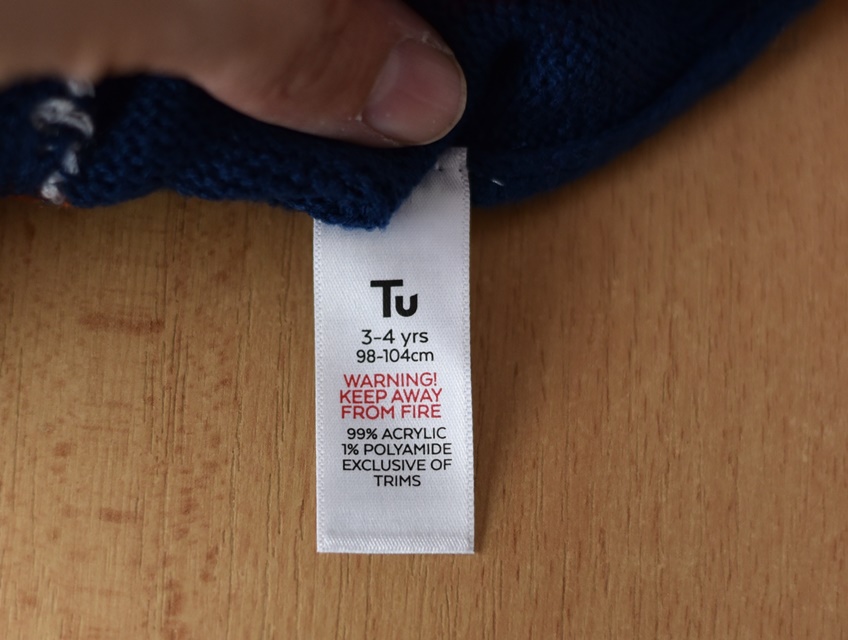 Tu
3-4 yrs
98-104cm
WARNING!
KEEP AWAY
FROM FIRE
99% ACRYLIC
1% POLYAMIDE
EXCLUSIVE OF
TRIMS